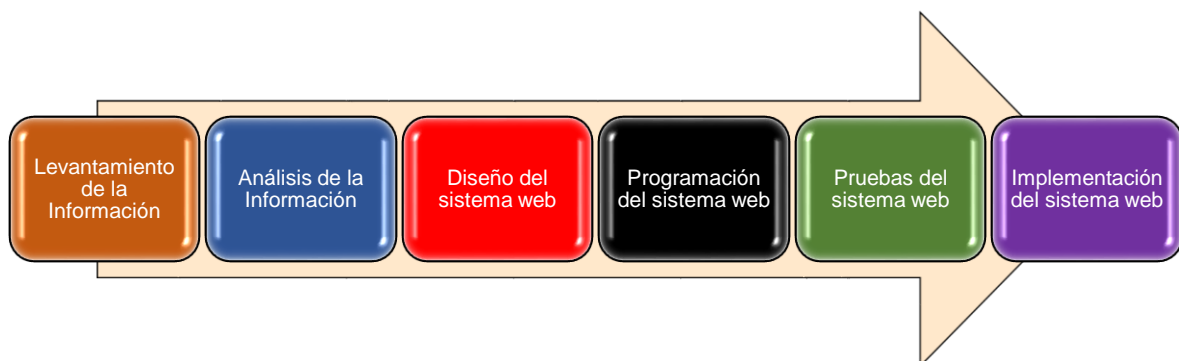 Levantamiento
de la
Información
Análisis de la
Información
Diseño del
sistema web
Programación
del sistema web
Pruebas del
sistema web
Implementación
del sistema web